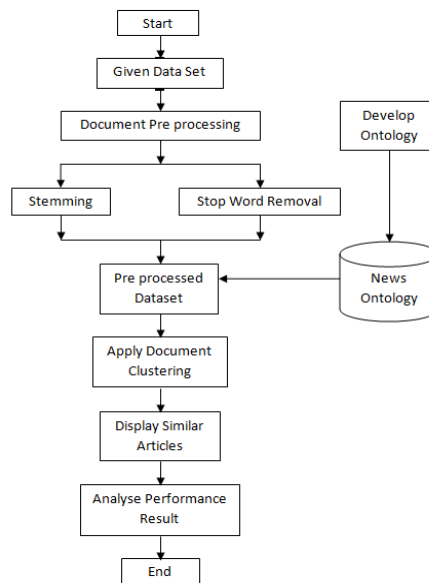 Start
Given Data Set
Document Pre processing
Develop
Ontology
Stemming
Stop Word Removal
Pre processed
Dataset
News
Ontology
Apply Document
Clustering
Display Similar
Articles
Analyse Performance
Result
End